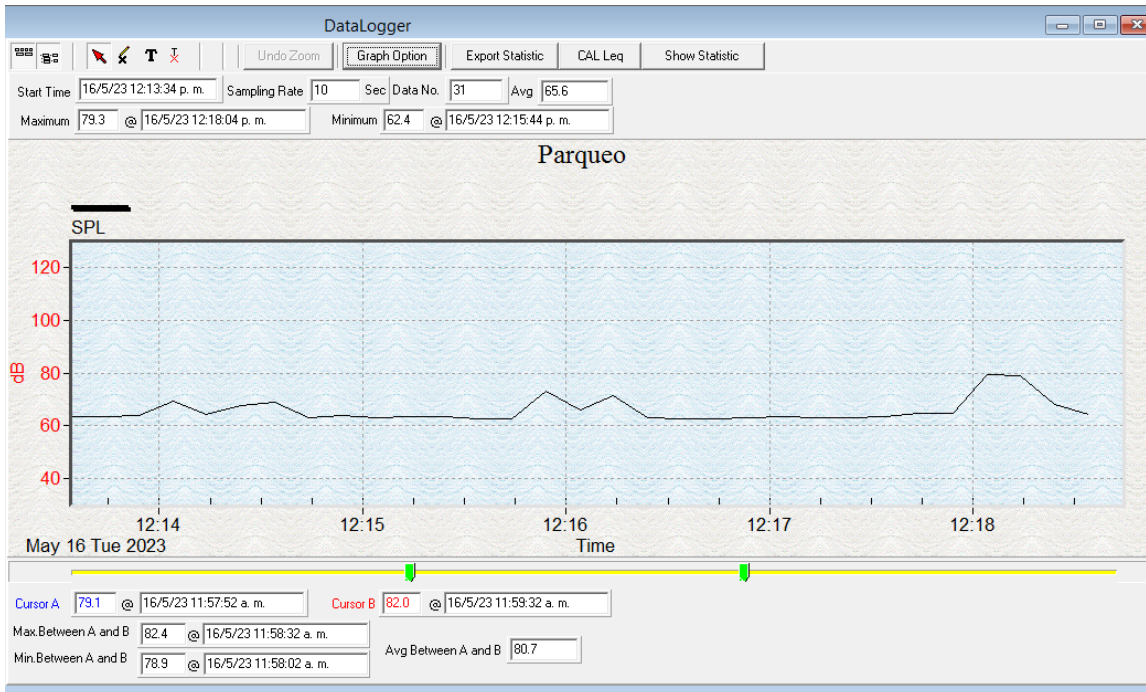 DataLogger
T T Undo Zoom Graph Option Export Statistic CAL Leq Show Statistic
Start Time 16/5/23 12:13:34 p. m. Sampling Rate 10 Sec Data No. 31 Avg 65.6
Maximum 79.3 @ 16/5/23 12:18:04 p. m. Minimum 62.4 @ 16/5/23 12:15:44 p. m.
Parqueo
SPL
120
100
80
60
40
dB
12:14 12:15 12:16 12:17 12:18
May 16 Tue 2023 Time
Cursor A 79.1 @ 16/5/23 11:57:52 a. m. Cursor B 82.0 @ 16/5/23 11:59:32 a. m.
Max.Between A and B 82.4 @ 16/5/23 11:58:32 a. m.
Min.Between A and B 78.9 @ 16/5/23 11:58:02 a. m. Avg Between A and B 80.7